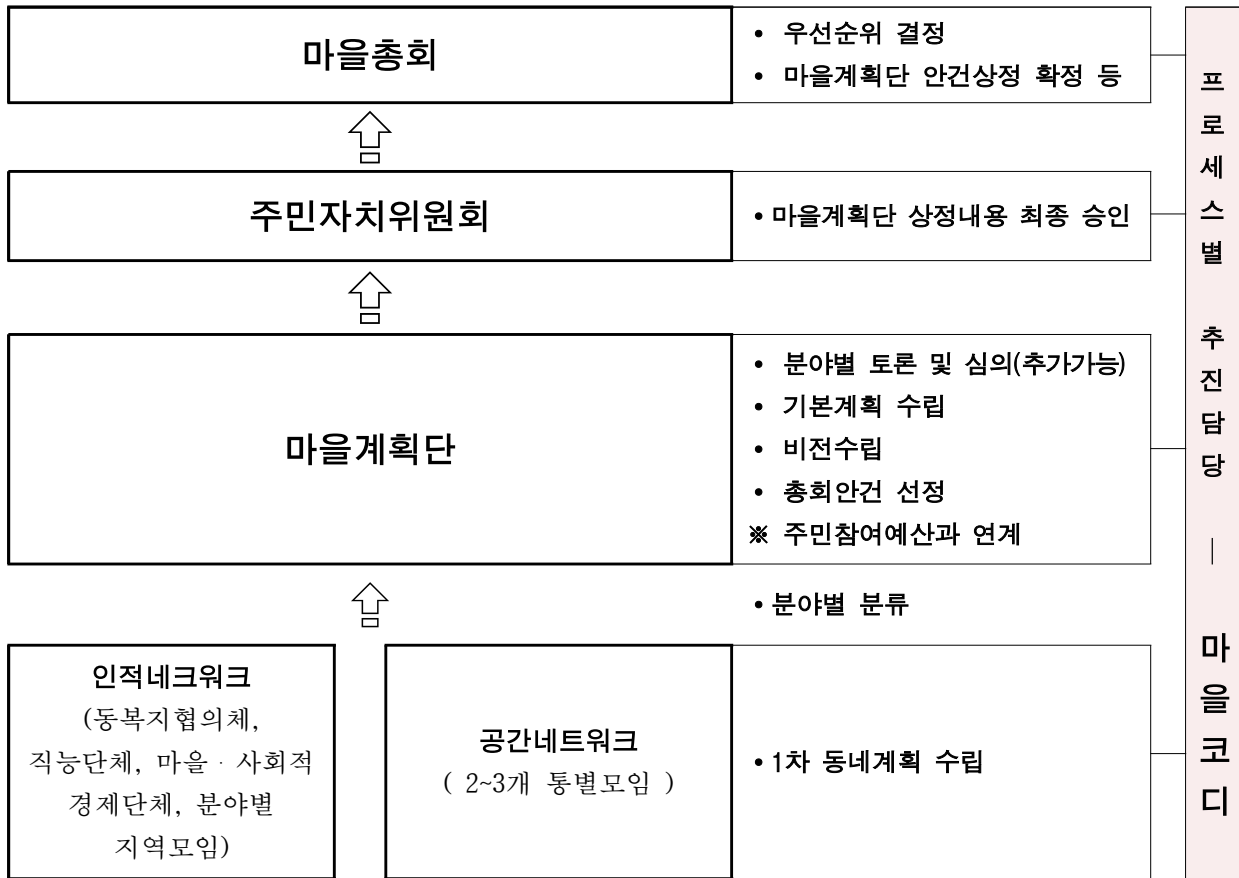 마을총회
• 우선순위 결정
• 마을계획단 안건상정 확정 등
주민자치위원회
• 마을계획단 상정내용 최종 승인
마을계획단
• 분야별 토론 및 심의(추가가능)
• 기본계획 수립
• 비전수립
• 총회안건 선정
※ 주민참여예산과 연계
• 분야별 분류
인적네크워크
(동복지협의체,
직능단체, 마을 · 사회적
경제단체, 분야별
지역모임)
공간네트워크
( 2~3개 통별모임 )
• 1차 동네계획 수립
프로세스별 추진담당 — 마을코디